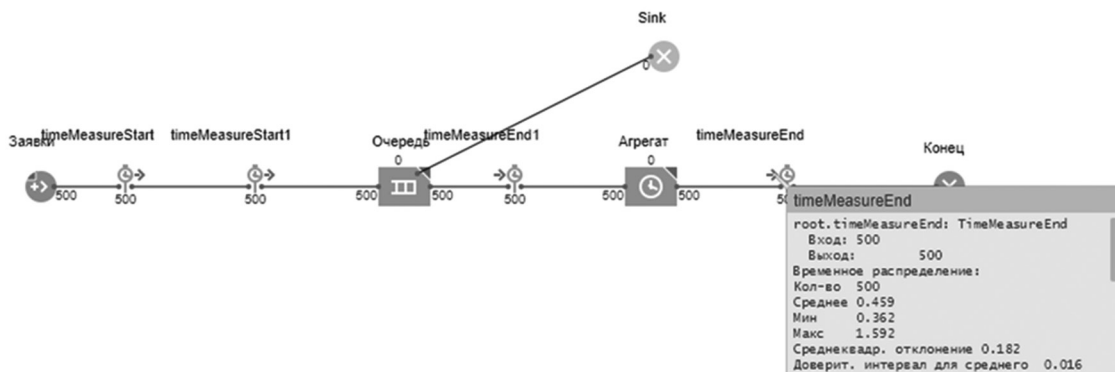 Sink
0
Заявки
timeMeasureStart
timeMeasureStart1
Очередь
timeMeasureEnd1
Агрегат
timeMeasureEnd
Конец
0
0
500
500
500
500
500
500
500
500
500
timeMeasureEnd
root.timeMeasureEnd: TimeMeasureEnd
Вход: 500
Выход: 500
Временное распределение:
Кол-во 500
Среднее 0.459
Мин 0.362
Макс 1.592
Среднеквадр. отклонение 0.182
Доверит. интервал для среднего 0.016